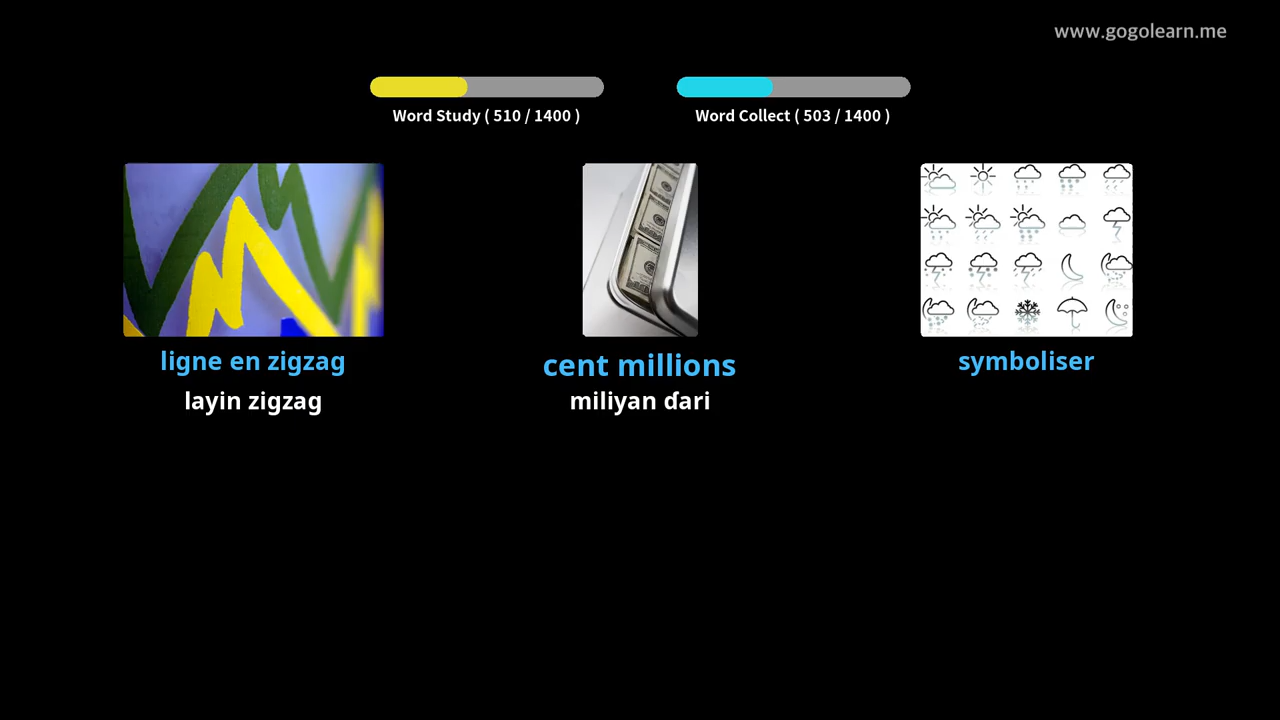 www.gogolearn.me
Word Study ( 510 / 1400 )
Word Collect ( 503 / 1400 )
ligne en zigzag
layin zigzag
cent millions
miliyan ɗari
symboliser